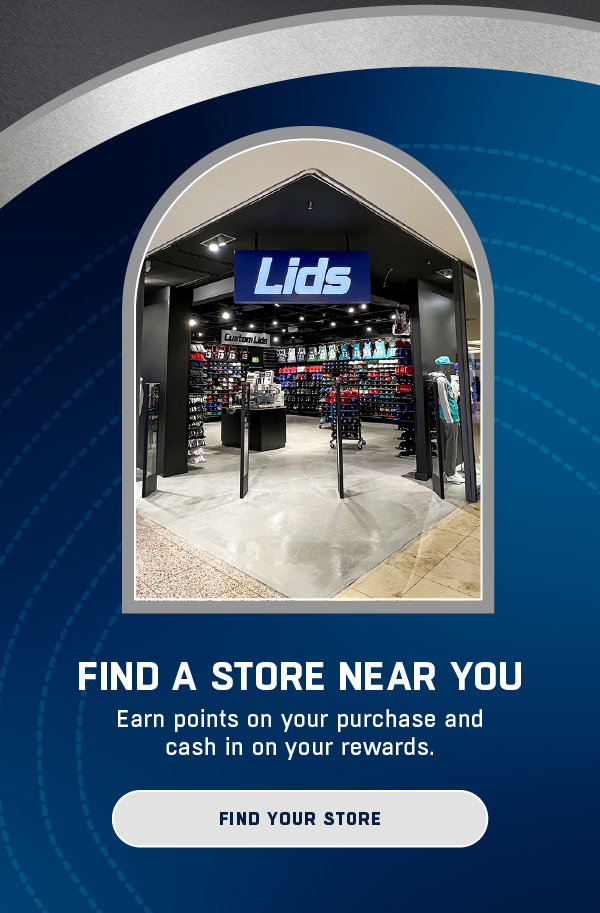 Lids
Custom Lids
FIND A STORE NEAR YOU
Earn points on your purchase and
cash in on your rewards.
FIND YOUR STORE